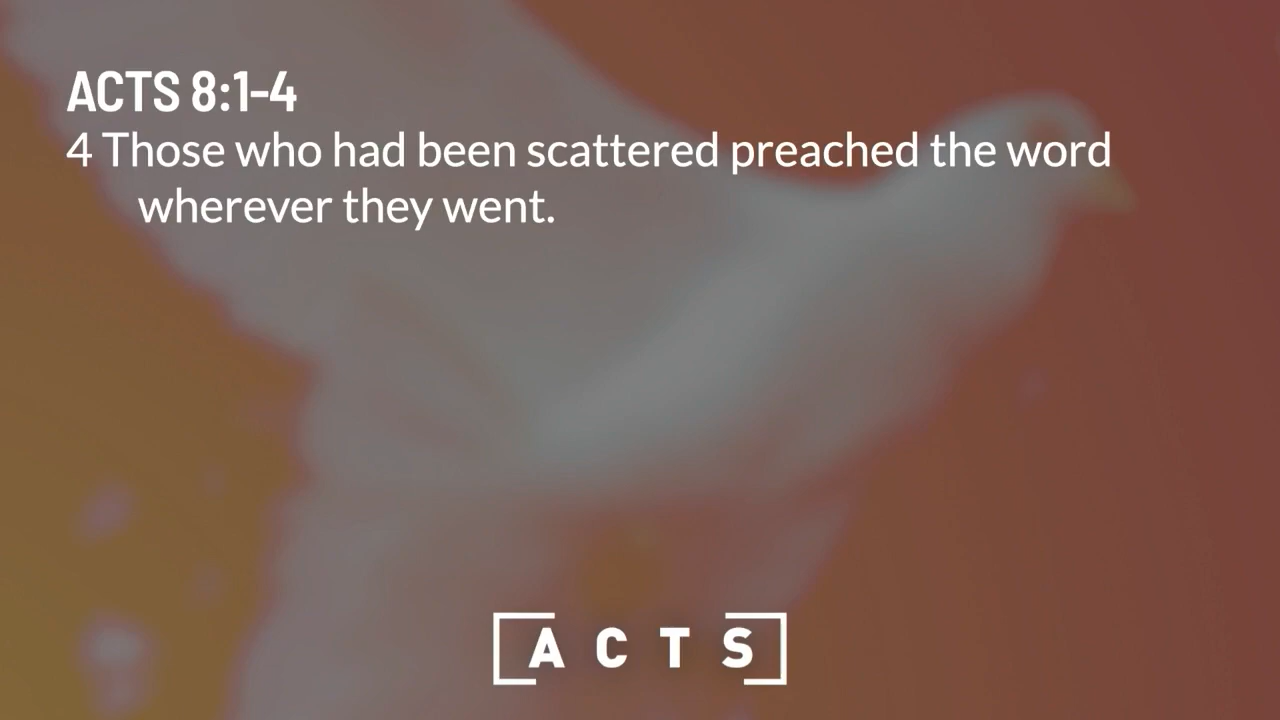 ACTS 8:1-4
4 Those who had been scattered preached the word
wherever they went.
ACTS